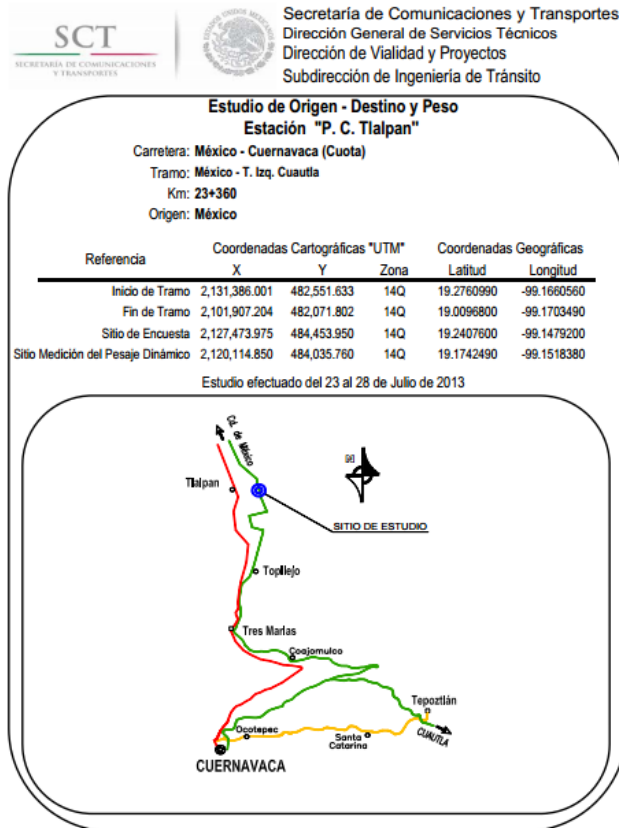 SCT
SECRETARÍA DE COMUNICACIONES
Y TRANSPORTES
ESTADOS UNIDOS MEXICANOS
Secretaría de Comunicaciones y Transportes
Dirección General de Servicios Técnicos
Dirección de Vialidad y Proyectos
Subdirección de Ingeniería de Tránsito
Estudio de Origen - Destino y Peso
Estación "P. C. Tlalpan"
Carretera: México - Cuernavaca (Cuota)
Tramo: México - T. Izq. Cuautla
Km: 23+360
Origen: México
Referencia Coordenadas Cartográficas "UTM" Coordenadas Geográficas
X Y Zona Latitud Longitud
Inicio de Tramo 2,131,386.001 482,551.633 14Q 19.2760990 -99.1660560
Fin de Tramo 2,101,907.204 482,071.802 14Q 19.0096800 -99.1703490
Sitio de Encuesta 2,127,473.975 484,453.950 14Q 19.2407600 -99.1479200
Sitio Medición del Pesaje Dinámico 2,120,114.850 484,035.760 14Q 19.1742490 -99.1518380
Estudio efectuado del 23 al 28 de Julio de 2013
Cd. de México
Tlalpan
SITIO DE ESTUDIO
Topilejo
Tres Marías
Coajomulco
Tepoztlán
Ocotepec
Santa
Catarina
CUAUTLA
CUERNAVACA